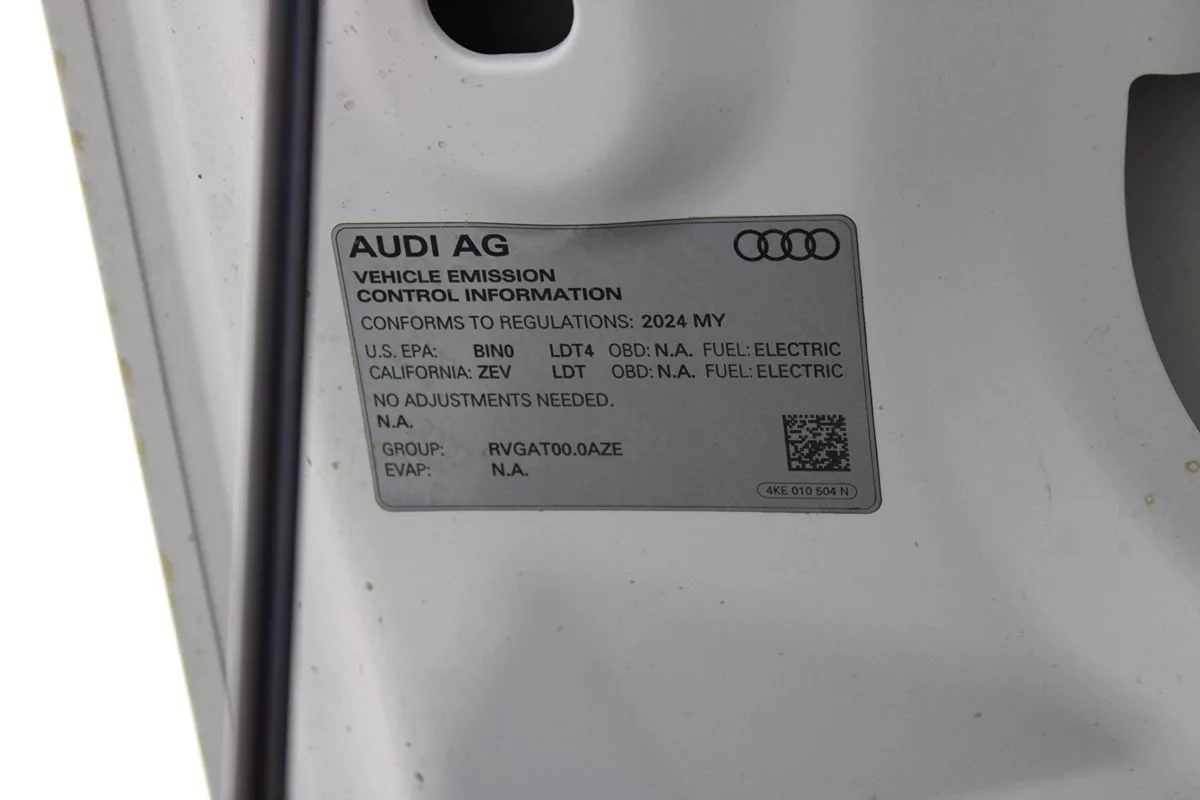 AUDI AG
VEHICLE EMISSION
CONTROL INFORMATION
CONFORMS TO REGULATIONS: 2024 MY
U.S. EPA: BIN0 LDT4 OBD: N.A. FUEL: ELECTRIC
CALIFORNIA: ZEV LDT OBD: N.A. FUEL: ELECTRIC
NO ADJUSTMENTS NEEDED.
N.A.
GROUP: RVGAT00.0AZE
EVAP: N.A.
4KE 010 504 N